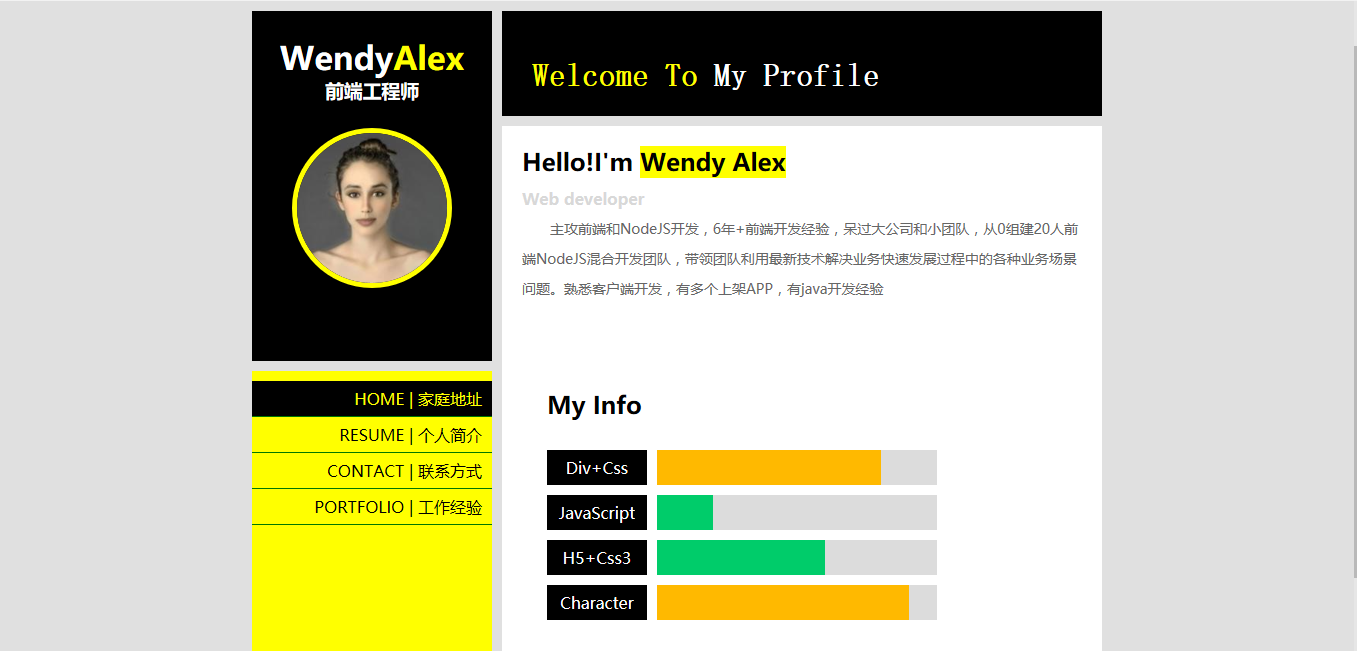 WendyAlex
前端工程师
HOME | 家庭地址
RESUME | 个人简介
CONTACT | 联系方式
PORTFOLIO | 工作经验
Welcome To My Profile
Hello!I'm Wendy Alex
Web developer
主攻前端和NodeJS开发，6年+前端开发经验，呆过大公司和小团队，从0组建20人前
端NodeJS混合开发团队，带领团队利用最新技术解决业务快速发展过程中的各种业务场景
问题。熟悉客户端开发，有多个上架APP，有java开发经验
My Info
Div+Css
JavaScript
H5+Css3
Character